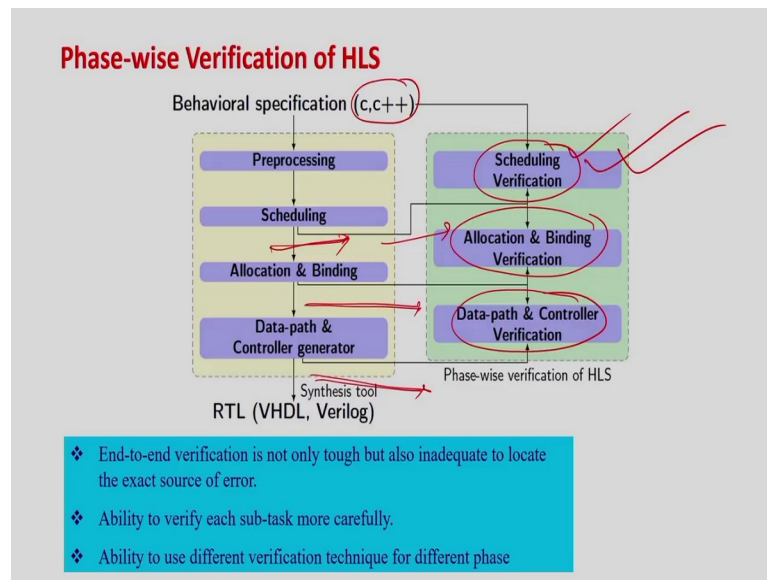 Phase-wise Verification of HLS
Behavioral specification (c,c++)
Preprocessing
Scheduling
Allocation & Binding
Data-path &
Controller generator
Synthesis tool
RTL (VHDL, Verilog)
Scheduling
Verification
Allocation & Binding
Verification
Data-path & Controller
Verification
Phase-wise verification of HLS
❖ End-to-end verification is not only tough but also inadequate to locate
the exact source of error.
❖ Ability to verify each sub-task more carefully.
❖ Ability to use different verification technique for different phase